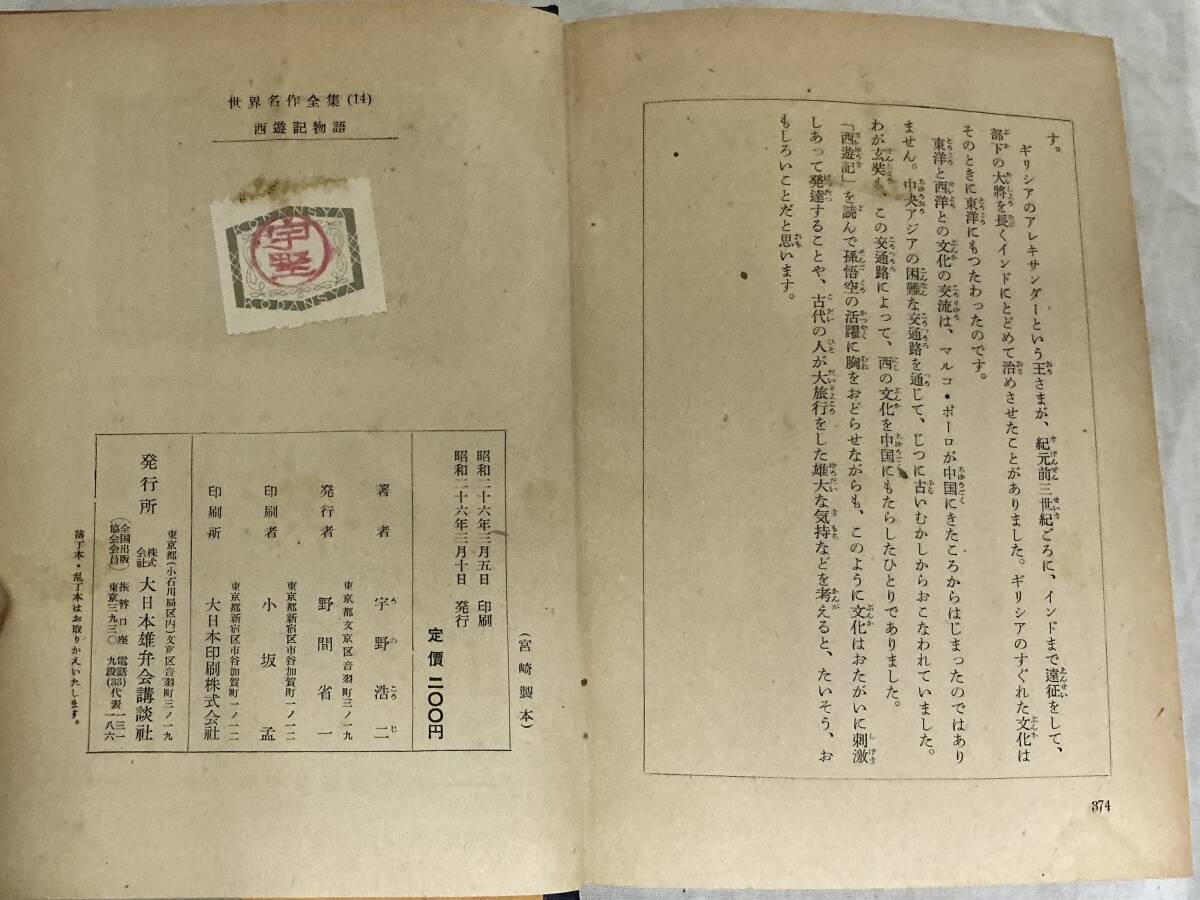 す。
ギリシアのアレキサンダーという王さまが、紀元前三世紀ごろに、インドまで遠征をして、
部下の大將を長くインドにとどめて治めさせたことがありました。ギリシアのすぐれた文化は
そのときに東洋にもつたわったのです。
東洋と西洋との文化の交流は、マルコ・ポーロが中国にきたころからはじまったのではあり
ません。中央アジアの困難な交通路を通じて、じつに古いむかしからおこなわれていました。
わが玄奘も、この交通路によって、西の文化を中国にもたらしたひとりでありました。
「西遊記」を読んで孫悟空の活躍に胸をおどらせながらも、このように文化はおたがいに刺激
しあって発達することや、古代の人が大旅行をした雄大な気持などを考えると、たいそう、お
もしろいことだと思います。
374
世界名作全集(14)
西遊記物語
KODANSYA
宇野
KODANSYA
(宮崎製本)
定價 二〇〇円
昭和二十六年三月五日 印刷
昭和二十六年三月十日 発行
著者 宇野浩二
うのこうじ
東京都文京区音羽町三ノ一九
発行者 野間省一
東京都新宿区市谷加賀町一ノ一二
印刷者 小坂孟
東京都新宿区市谷加賀町一ノ一二
印刷所 大日本印刷株式会社
東京都(小石川局区内)文京区音羽町三ノ一九
発行所 株式会社 大日本雄弁会講談社
(全国出版協会会員) 振替口座東京三九三〇 電話九段(33)代表一三一一八六
落丁本・乱丁本はお取りかえいたします。